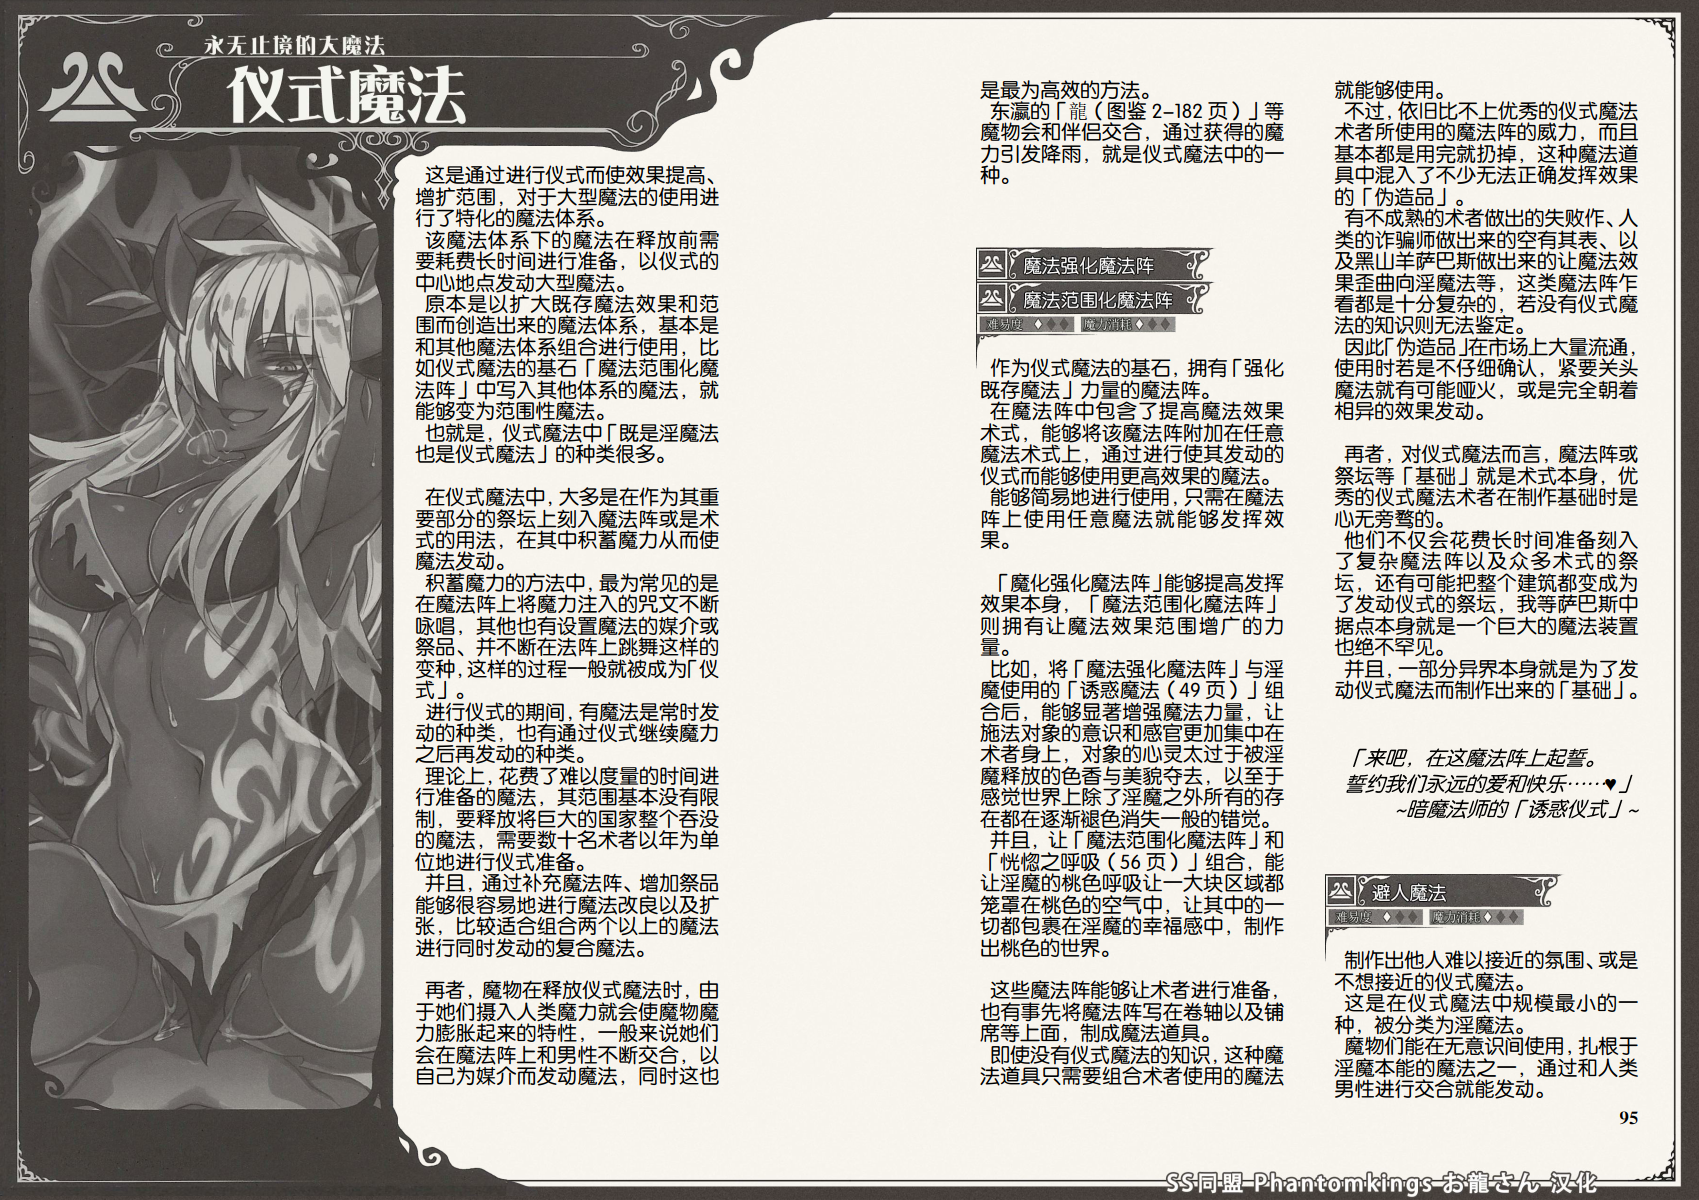 永无止境的大魔法
仪式魔法
这是通过进行仪式而使效果提高、
增扩范围，对于大型魔法的使用进
行了特化的魔法体系。
该魔法体系下的魔法在释放前需
要耗费长时间进行准备，以仪式的
中心地点发动大型魔法。
原本是以扩大既存魔法效果和范
围而创造出来的魔法体系，基本是
和其他魔法体系组合进行使用，比
如仪式魔法的基石「魔法范围化魔
法阵」中写入其他体系的魔法，就
能够变为范围性魔法。
也就是，仪式魔法中「既是淫魔法
也是仪式魔法」的种类很多。
在仪式魔法中，大多是在作为其重
要部分的祭坛上刻入魔法阵或是术
式的用法，在其中积蓄魔力从而使
魔法发动。
积蓄魔力的方法中，最为常见的是
在魔法阵上将魔力注入的咒文不断
咏唱，其他也有设置魔法的媒介或
祭品、并不断在法阵上跳舞这样的
变种，这样的过程一般就被成为「仪
式」。
进行仪式的期间，有魔法是常时发
动的种类，也有通过仪式继续魔力
之后再发动的种类。
理论上，花费了难以度量的时间进
行准备的魔法，其范围基本没有限
制，要释放将巨大的国家整个吞没
的魔法，需要数十名术者以年为单
位地进行仪式准备。
并且，通过补充魔法阵、增加祭品
能够很容易地进行魔法改良以及扩
张，比较适合组合两个以上的魔法
进行同时发动的复合魔法。
再者，魔物在释放仪式魔法时，由
于她们摄入人类魔力就会使魔物魔
力膨胀起来的特性，一般来说她们
会在魔法阵上和男性不断交合，以
自己为媒介而发动魔法，同时这也
是最为高效的方法。
东瀛的「龍（图鉴 2-182 页）」等
魔物会和伴侣交合，通过获得的魔
力引发降雨，就是仪式魔法中的一
种。
魔法强化魔法阵
魔法范围化魔法阵
难易度 ♦♦♦ 魔力消耗 ♦♦♦
作为仪式魔法的基石，拥有「强化
既存魔法」力量的魔法阵。
在魔法阵中包含了提高魔法效果
术式，能够将该魔法阵附加在任意
魔法术式上，通过进行使其发动的
仪式而能够使用更高效果的魔法。
能够简易地进行使用，只需在魔法
阵上使用任意魔法就能够发挥效
果。
「魔化强化魔法阵」能够提高发挥
效果本身，「魔法范围化魔法阵」
则拥有让魔法效果范围增广的力
量。
比如，将「魔法强化魔法阵」与淫
魔使用的「诱惑魔法（49 页）」组
合后，能够显著增强魔法力量，让
施法对象的意识和感官更加集中在
术者身上，对象的心灵太过于被淫
魔释放的色香与美貌夺去，以至于
感觉世界上除了淫魔之外所有的存
在都在逐渐褪色消失一般的错觉。
并且，让「魔法范围化魔法阵」和
「恍惚之呼吸（56 页）」组合，能
让淫魔的桃色呼吸让一大块区域都
笼罩在桃色的空气中，让其中的一
切都包裹在淫魔的幸福感中，制作
出桃色的世界。
这些魔法阵能够让术者进行准备，
也有事先将魔法阵写在卷轴以及铺
席等上面，制成魔法道具。
即使没有仪式魔法的知识，这种魔
法道具只需要组合术者使用的魔法
就能够使用。
不过，依旧比不上优秀的仪式魔法
术者所使用的魔法阵的威力，而且
基本都是用完就扔掉，这种魔法道
具中混入了不少无法正确发挥效果
的「伪造品」。
有不成熟的术者做出的失败作、人
类的诈骗师做出来的空有其表、以
及黑山羊萨巴斯做出来的让魔法效
果歪曲向淫魔法等，这类魔法阵乍
看都是十分复杂的，若没有仪式魔
法的知识则无法鉴定。
因此「伪造品」在市场上大量流通，
使用时若是不仔细确认，紧要关头
魔法就有可能哑火，或是完全朝着
相异的效果发动。
再者，对仪式魔法而言，魔法阵或
祭坛等「基础」就是术式本身，优
秀的仪式魔法术者在制作基础时是
心无旁骛的。
他们不仅会花费长时间准备刻入
了复杂魔法阵以及众多术式的祭
坛，还有可能把整个建筑都变成为
了发动仪式的祭坛，我等萨巴斯中
据点本身就是一个巨大的魔法装置
也绝不罕见。
并且，一部分异界本身就是为了发
动仪式魔法而制作出来的「基础」。
「来吧，在这魔法阵上起誓。
誓约我们永远的爱和快乐……♥」
~暗魔法师的「诱惑仪式」~
避人魔法
难易度 ♦♦♦ 魔力消耗 ♦♦♦
制作出他人难以接近的氛围、或是
不想接近的仪式魔法。
这是在仪式魔法中规模最小的一
种，被分类为淫魔法。
魔物们能在无意识间使用，扎根于
淫魔本能的魔法之一，通过和人类
男性进行交合就能发动。
95
SS同盟 Phantomkings お龍さん 汉化